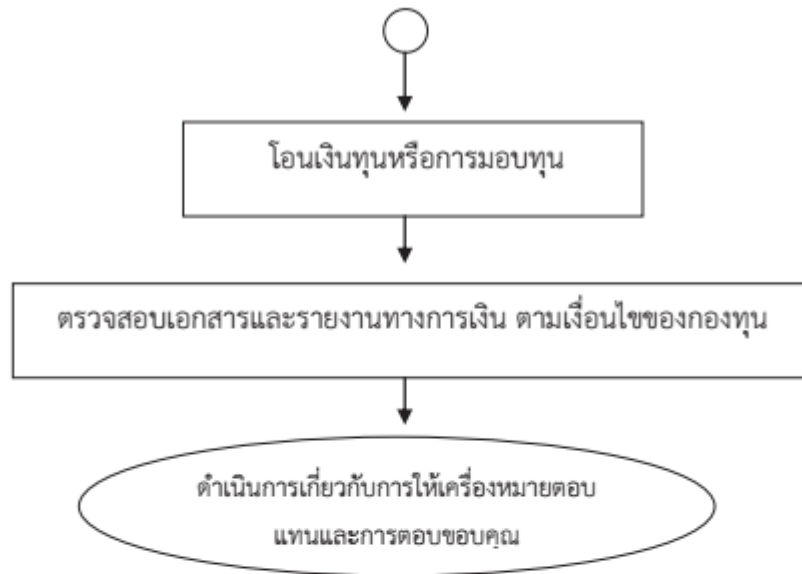 โอนเงินทุนหรือการมอบทุน
ตรวจสอบเอกสารและรายงานทางการเงิน ตามเงื่อนไขของกองทุน
ดำเนินการเกี่ยวกับการให้เครื่องหมายตอบ
แทนและการตอบขอบคุณ